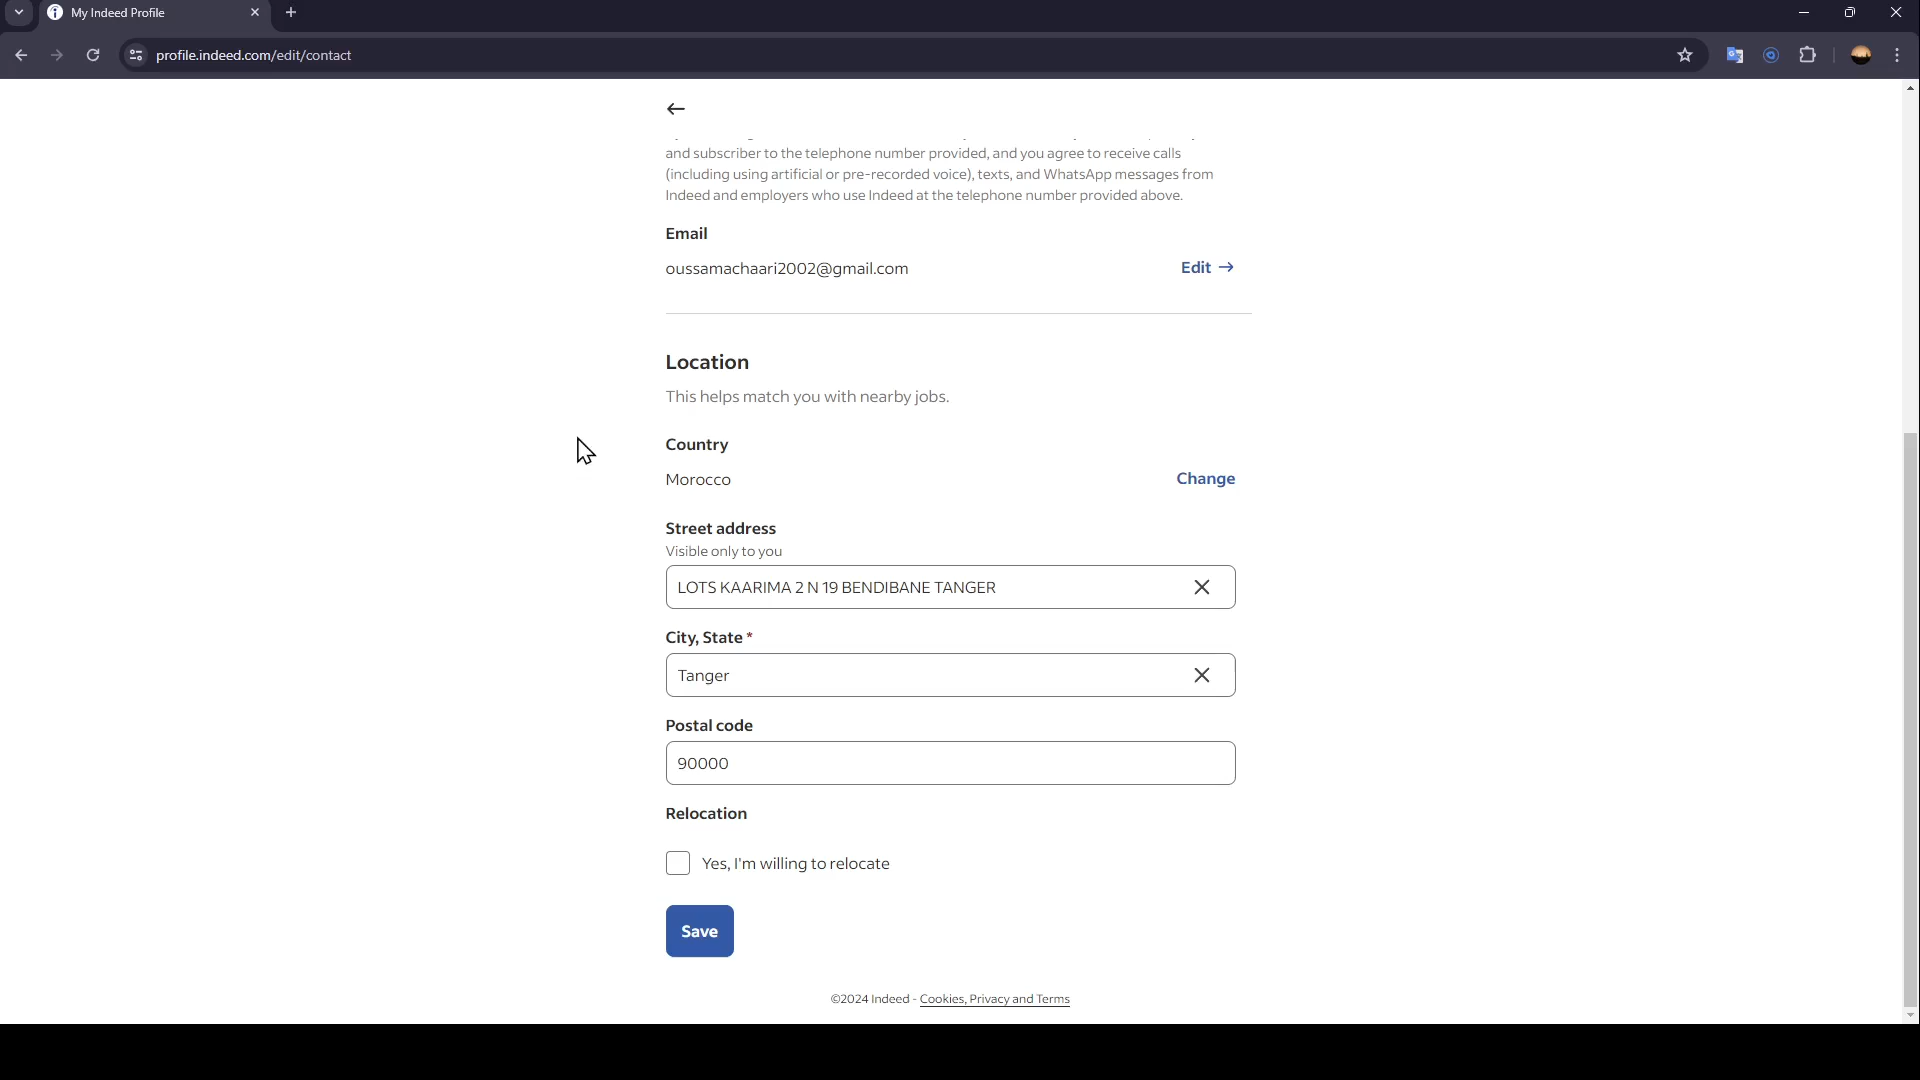 My Indeed Profile
profile.indeed.com/edit/contact
and subscriber to the telephone number provided, and you agree to receive calls
(including using artificial or pre-recorded voice), texts, and WhatsApp messages from
Indeed and employers who use Indeed at the telephone number provided above.
Email
oussamachaari2002@gmail.com
Edit →
Location
This helps match you with nearby jobs.
Country
Morocco
Change
Street address
Visible only to you
LOTS KAARIMA 2 N 19 BENDIBANE TANGER
City, State *
Tanger
Postal code
90000
Relocation
Yes, I'm willing to relocate
Save
©2024 Indeed - Cookies, Privacy and Terms